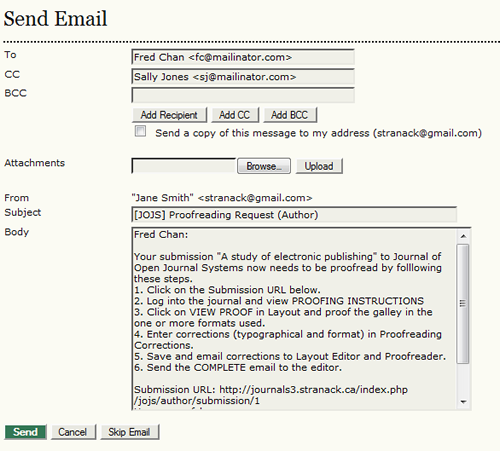 Send Email
To Fred Chan <fc@mailinator.com>
CC Sally Jones <sj@mailinator.com>
BCC
Add Recipient Add CC Add BCC
Send a copy of this message to my address (stranack@gmail.com)
Attachments Browse... Upload
From "Jane Smith" <stranack@gmail.com>
Subject [JOJS] Proofreading Request (Author)
Body Fred Chan:
Your submission "A study of electronic publishing" to Journal of
Open Journal Systems now needs to be proofread by folllowing
these steps.
1. Click on the Submission URL below.
2. Log into the journal and view PROOFING INSTRUCTIONS
3. Click on VIEW PROOF in Layout and proof the galley in the
one or more formats used.
4. Enter corrections (typographical and format) in Proofreading
Corrections.
5. Save and email corrections to Layout Editor and Proofreader.
6. Send the COMPLETE email to the editor.
Submission URL: http://journals3.stranack.ca/index.php
/jojs/author/submission/1
Send Cancel Skip Email